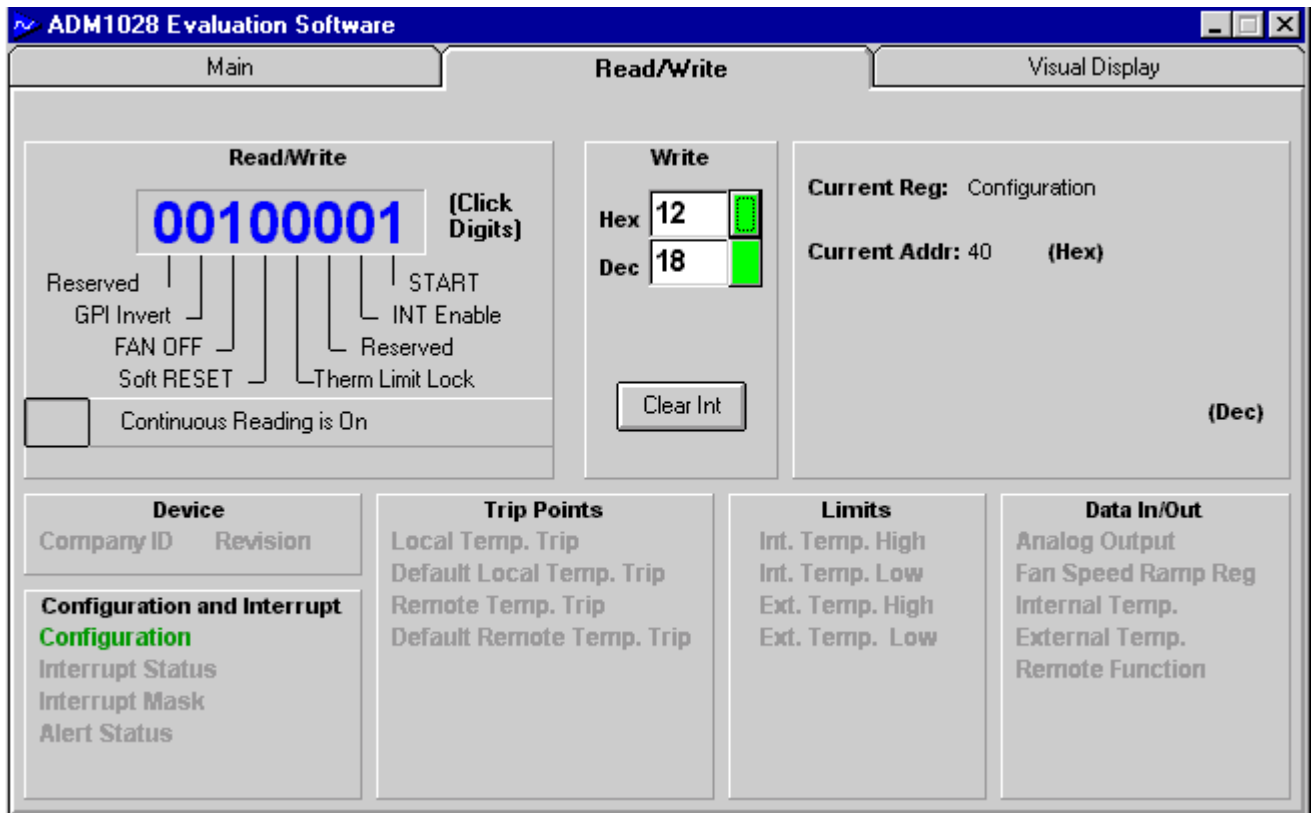 ADM1028 Evaluation Software
Main
Read/Write
Visual Display
Read/Write
00100001
(Click
Digits)
Reserved
START
GPI Invert
INT Enable
FAN OFF
Reserved
Soft RESET
Therm Limit Lock
Continuous Reading is On
Write
Hex 12
Dec 18
Clear Int
Current Reg: Configuration
Current Addr: 40 (Hex)
(Dec)
Device
Company ID Revision
Configuration and Interrupt
Configuration
Interrupt Status
Interrupt Mask
Alert Status
Trip Points
Local Temp. Trip
Default Local Temp. Trip
Remote Temp. Trip
Default Remote Temp. Trip
Limits
Int. Temp. High
Int. Temp. Low
Ext. Temp. High
Ext. Temp. Low
Data In/Out
Analog Output
Fan Speed Ramp Reg
Internal Temp.
External Temp.
Remote Function